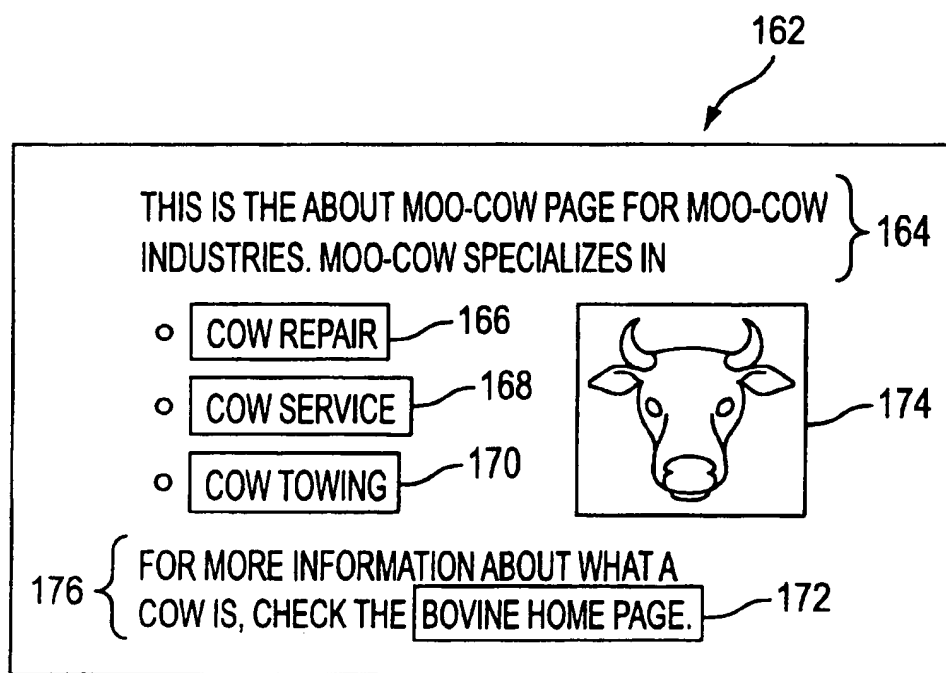 162
THIS IS THE ABOUT MOO-COW PAGE FOR MOO-COW
INDUSTRIES. MOO-COW SPECIALIZES IN
164
COW REPAIR
166
COW SERVICE
168
174
COW TOWING
170
176
FOR MORE INFORMATION ABOUT WHAT A
COW IS, CHECK THE BOVINE HOME PAGE.
172